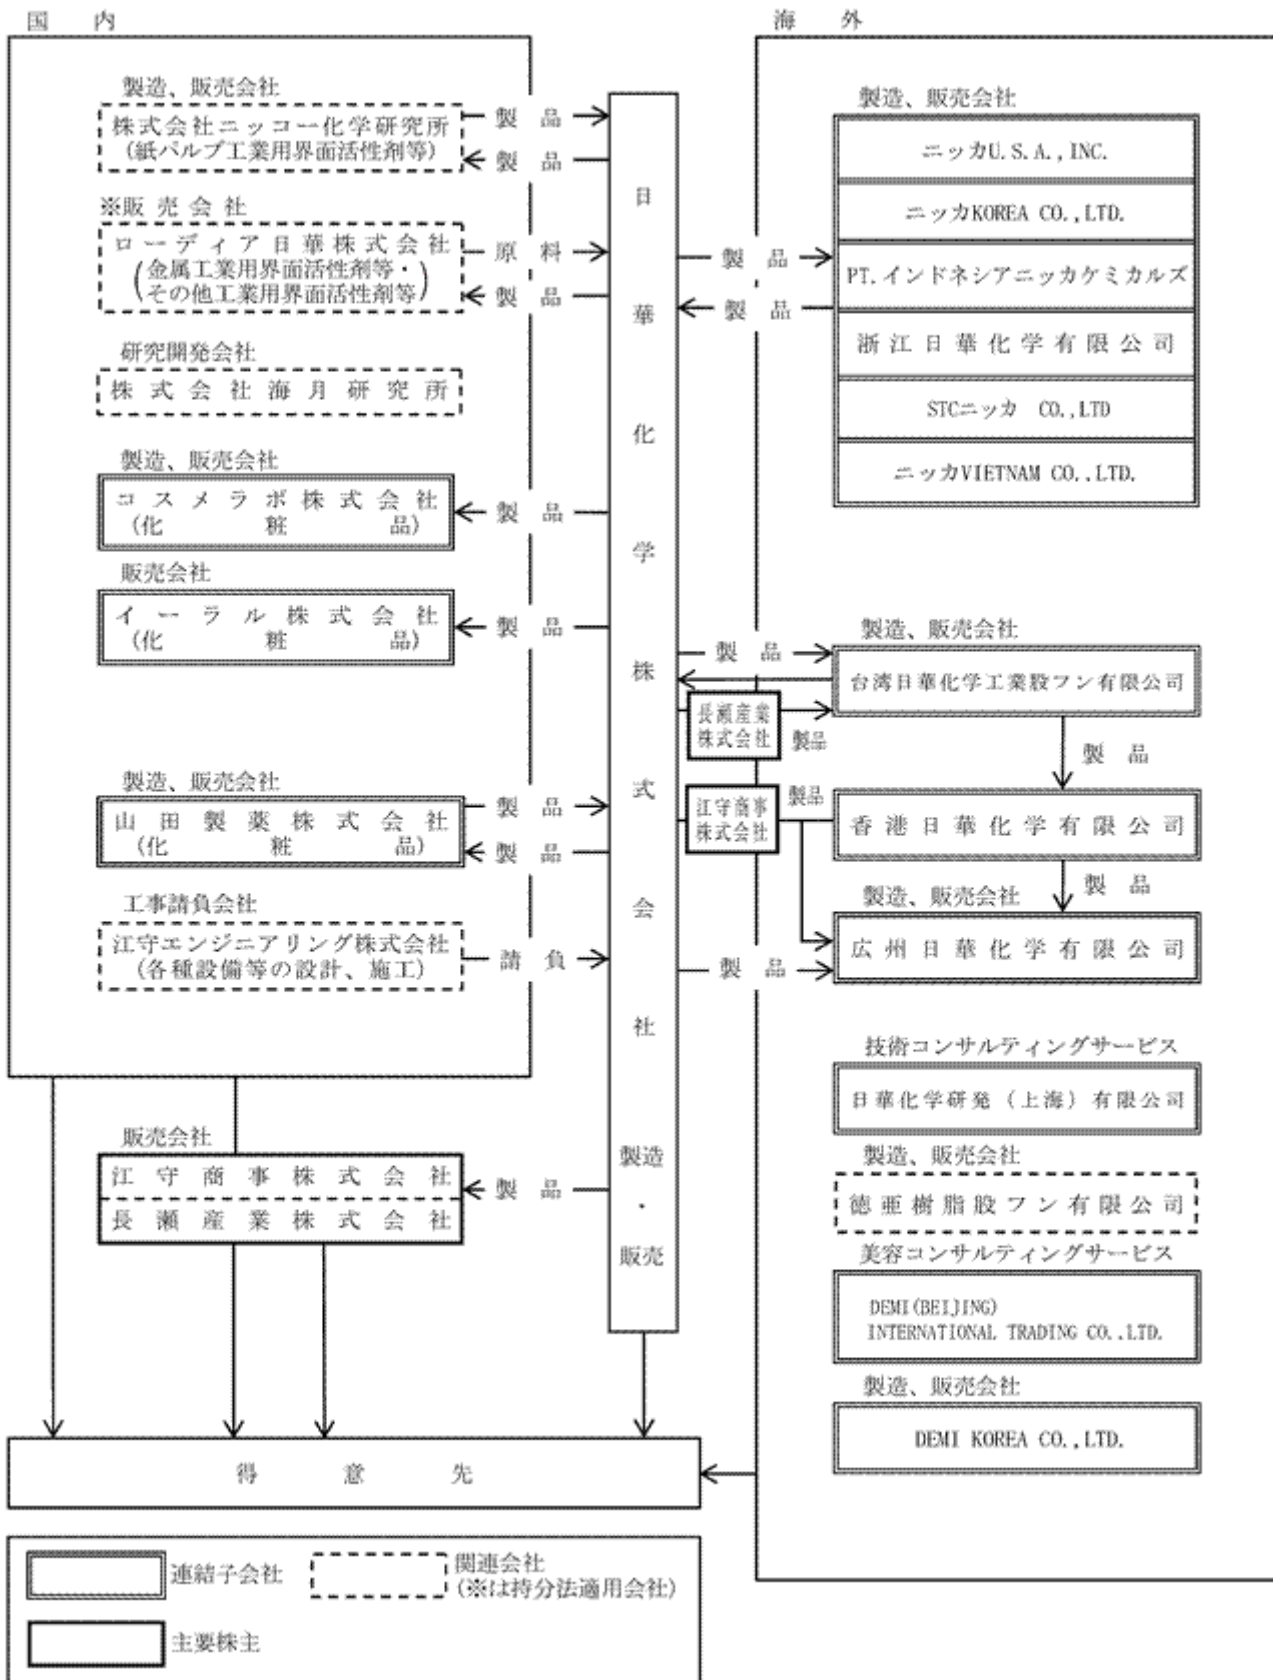 国内
製造、販売会社
株式会社ニッコー化学研究所
(紙パルプ工業用界面活性剤等)
製品
製品
※販売会社
ローディア日華株式会社
(金属工業用界面活性剤等・
その他工業用界面活性剤等)
原料
製品
研究開発会社
株式会社海月研究所
製造、販売会社
コスメラボ株式会社
(化粧品)
製品
販売会社
イーラル株式会社
(化粧品)
製品
製造、販売会社
山田製薬株式会社
(化粧品)
製品
製品
工事請負会社
江守エンジニアリング株式会社
(各種設備等の設計、施工)
請負
販売会社
江守商事株式会社
長瀬産業株式会社
製品
日華化学株式会社
製造・販売
海外
製造、販売会社
ニッカU.S.A.,INC.
ニッカKOREA CO.,LTD.
PT.インドネシアニッカケミカルズ
浙江日華化学有限公司
STCニッカ CO.,LTD
ニッカVIETNAM CO.,LTD.
製品
製品
製造、販売会社
台湾日華化学工業股フン有限公司
製品
長瀬産業
株式会社
製品
製品
江守商事
株式会社
製品
香港日華化学有限公司
製品
製造、販売会社
広州日華化学有限公司
製品
技術コンサルティングサービス
日華化学研発(上海)有限公司
製造、販売会社
徳亜樹脂股フン有限公司
美容コンサルティングサービス
DEMI(BEIJING)
INTERNATIONAL TRADING CO.,LTD.
製造、販売会社
DEMI KOREA CO.,LTD.
得意先
連結子会社
関連会社
(※は持分法適用会社)
主要株主